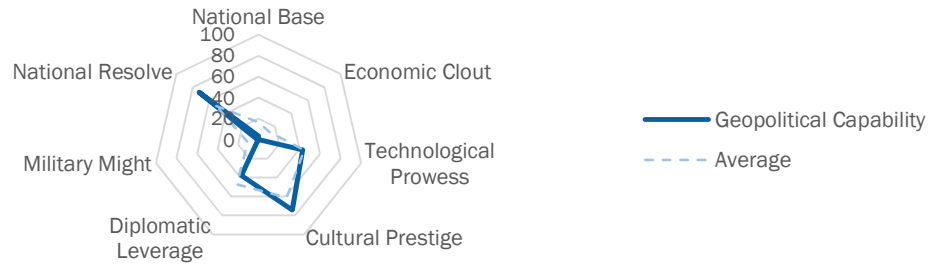 National Base
100
80
60
40
20
0
National Resolve
Economic Clout
Military Might
Technological
Prowess
Diplomatic
Leverage
Cultural Prestige
Geopolitical Capability
Average